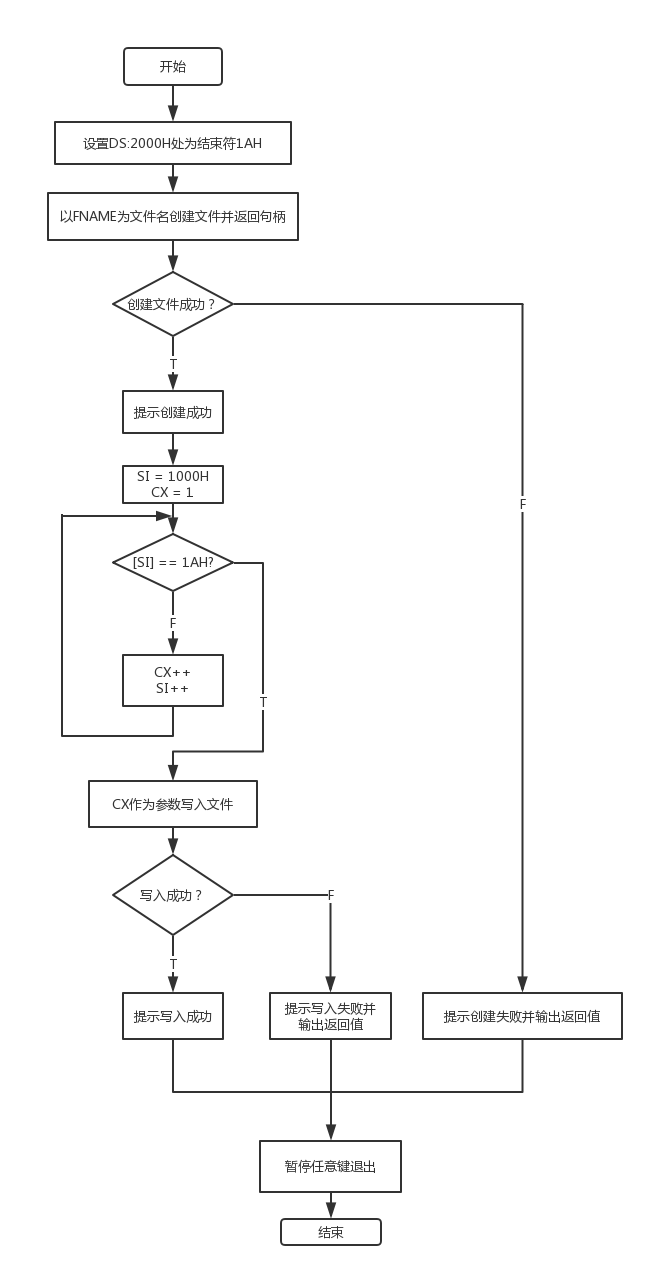 开始
设置DS:2000H处为结束符1AH
以FNAME为文件名创建文件并返回句柄
创建文件成功？
T
提示创建成功
SI = 1000H
CX = 1
F
[SI] == 1AH?
F
CX++
SI++
T
CX作为参数写入文件
写入成功？
F
T
提示写入成功
提示写入失败并
输出返回值
提示创建失败并输出返回值
暂停任意键退出
结束